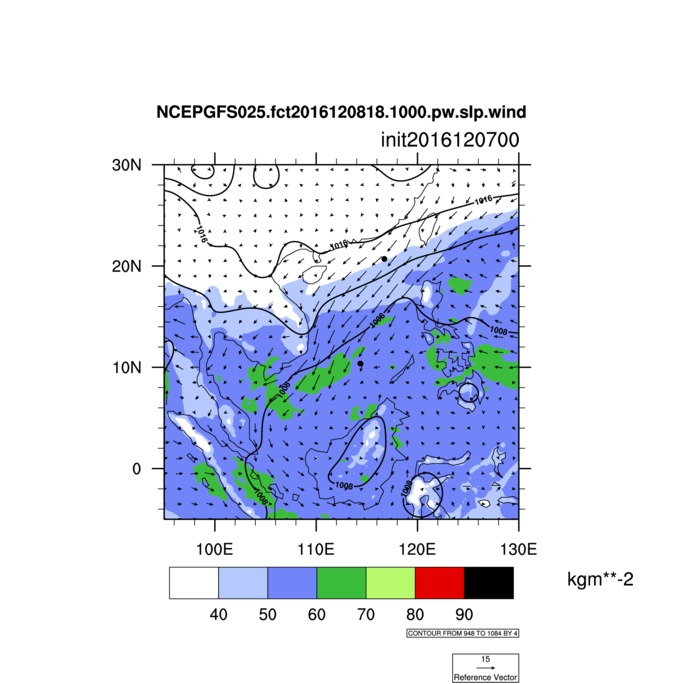 NCEPGFS025.fct2016120818.1000.pw.slp.wind
init2016120700
30N
1016
1016
1016
20N
1008
1008
10N
1008
1008
0
1008
1008
100E 110E 120E 130E
kgm**-2
40 50 60 70 80 90
CONTOUR FROM 948 TO 1084 BY 4
15
Reference Vector